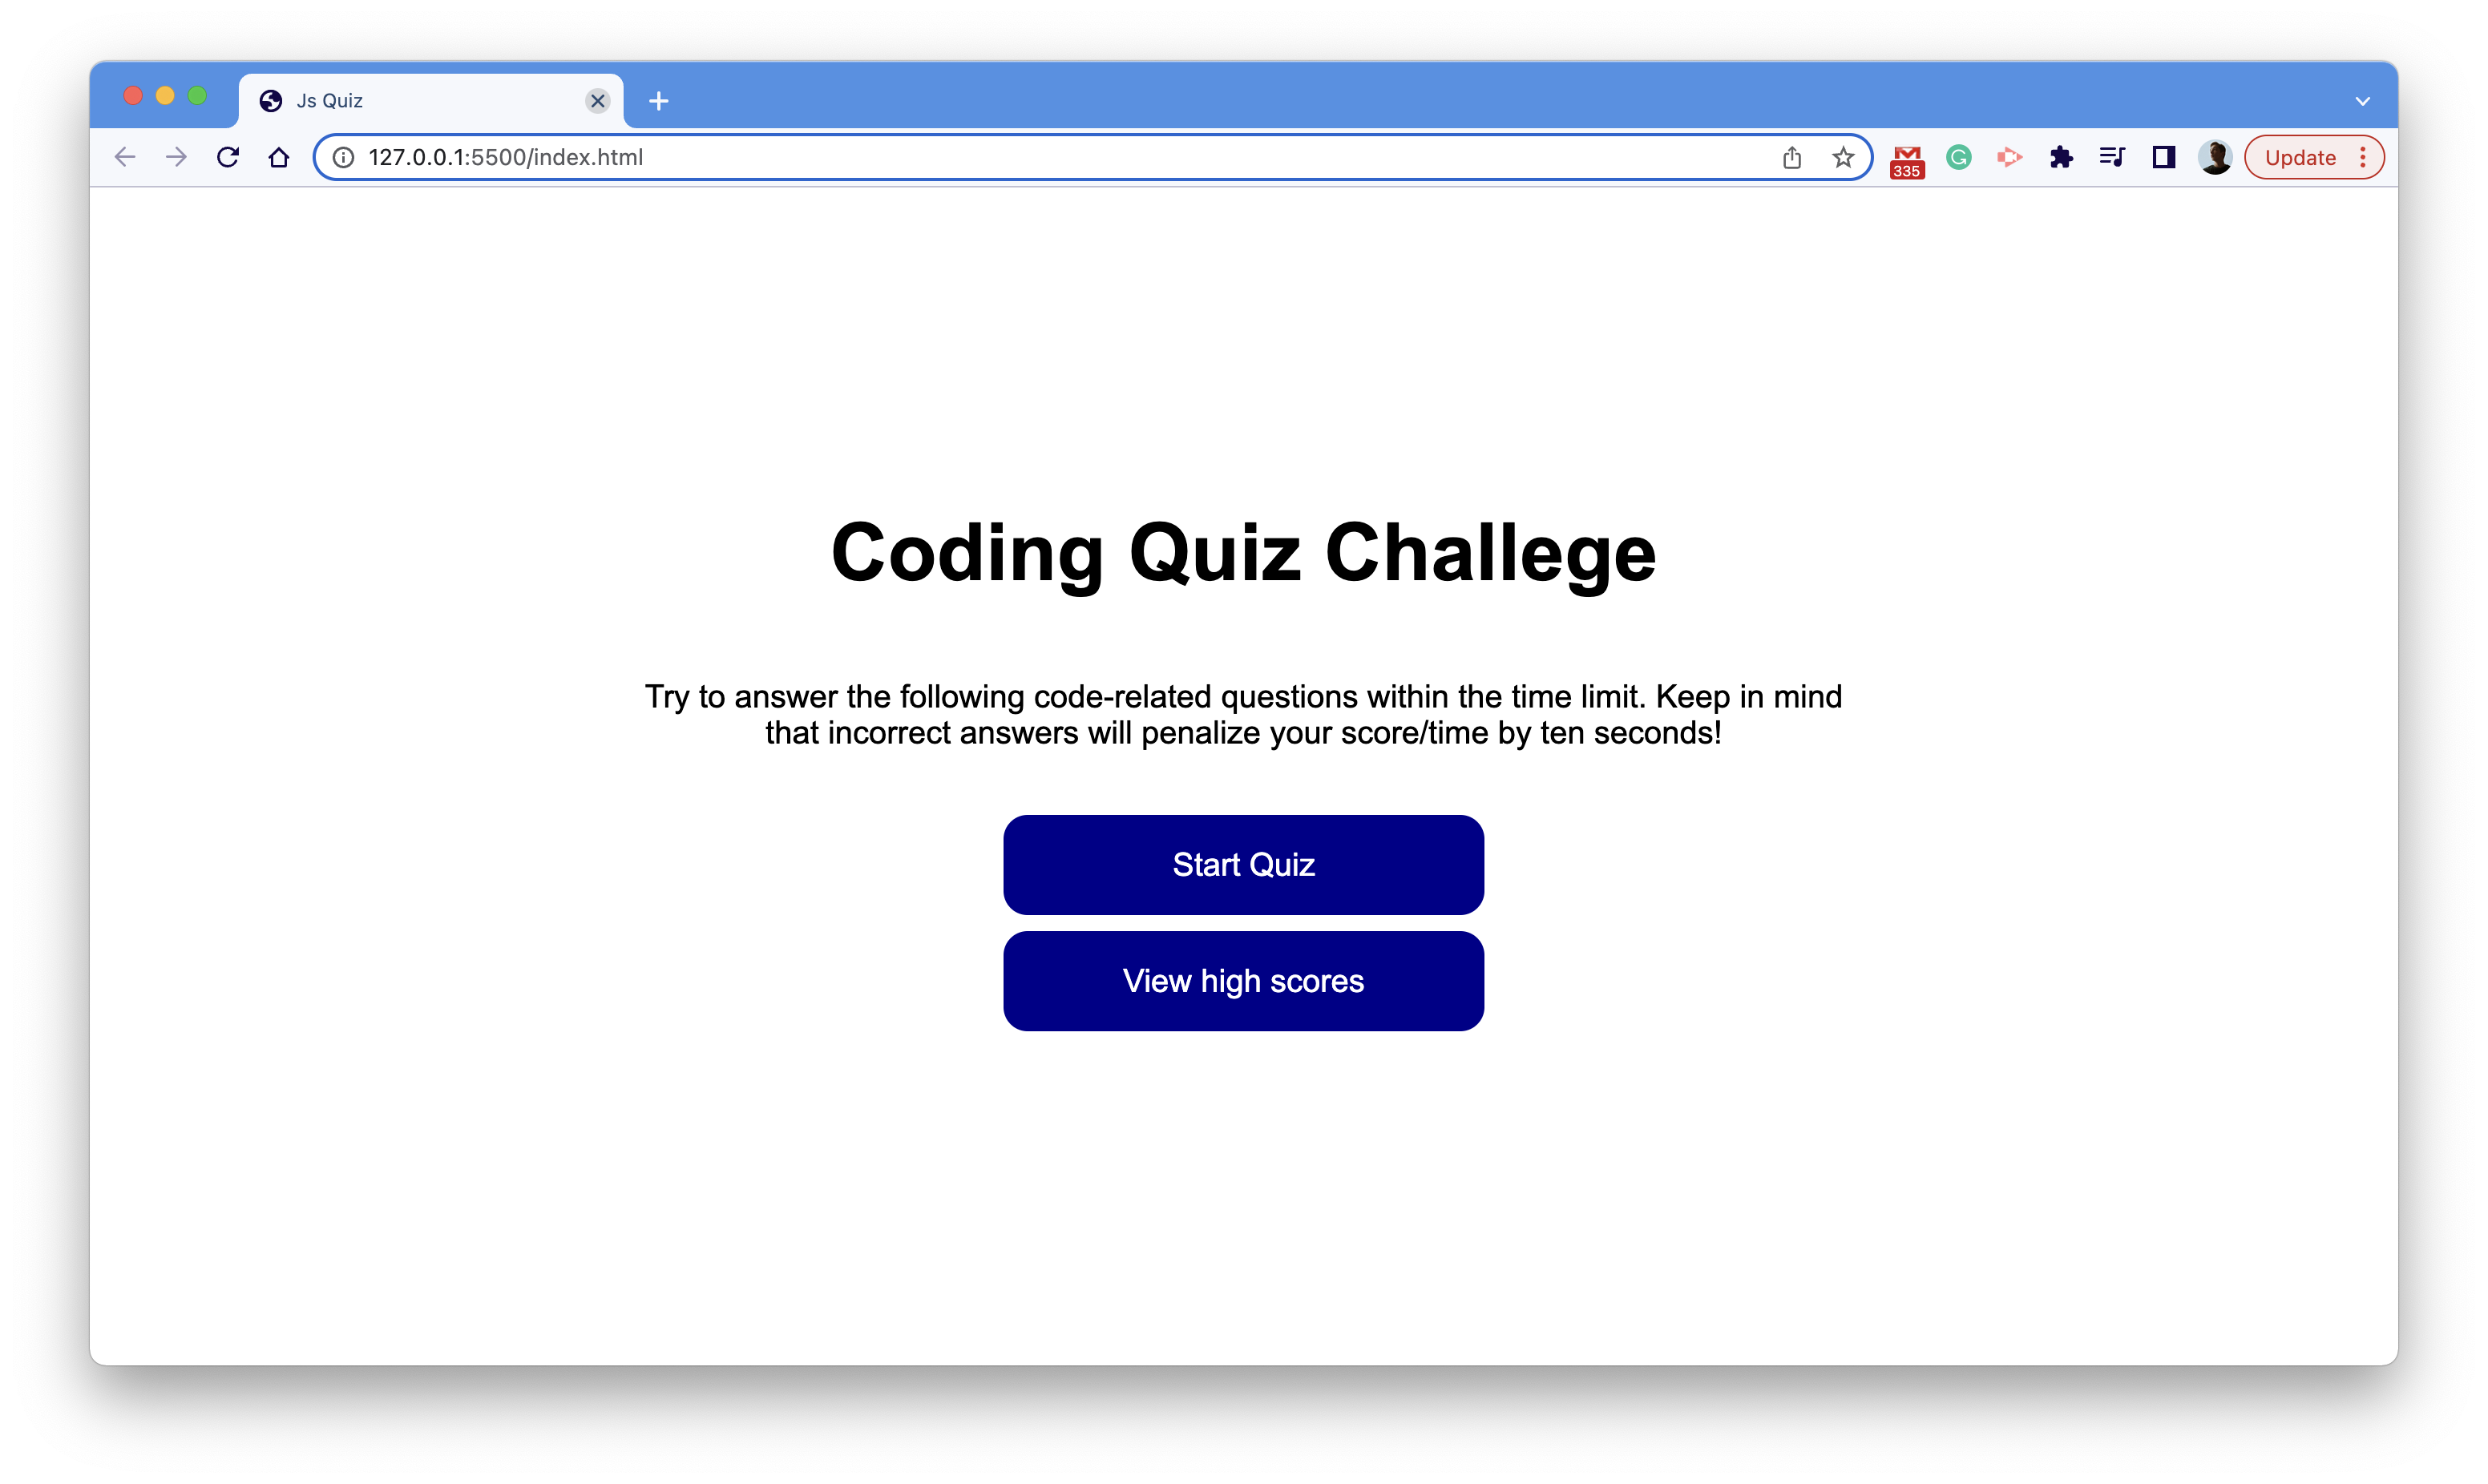 Js Quiz
127.0.0.1:5500/index.html
335
Update
Coding Quiz Challege
Try to answer the following code-related questions within the time limit. Keep in mind
that incorrect answers will penalize your score/time by ten seconds!
Start Quiz
View high scores